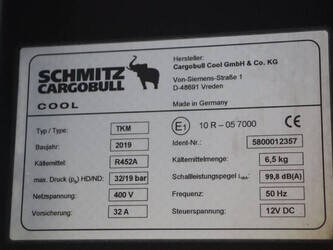 SCHMITZ
CARGOBULL
COOL
Hersteller:
Cargobull Cool GmbH & Co. KG
Von-Siemens-Straße 1
D-48691 Vreden
Made in Germany
Typ / Type: TKM
Baujahr: 2019
Kältemittel: R452A
max. Druck (ps) HD/ND: 32/19 bar
Netzspannung: 400 V
Vorsicherung: 32 A
E1 10 R - 05 7000
Ident-Nr.: 5800012357
Kältemittelmenge: 6,5 kg
Schallleistungspegel LWA: 99,8 dB(A)
Frequenz: 50 Hz
Steuerspannung: 12V DC